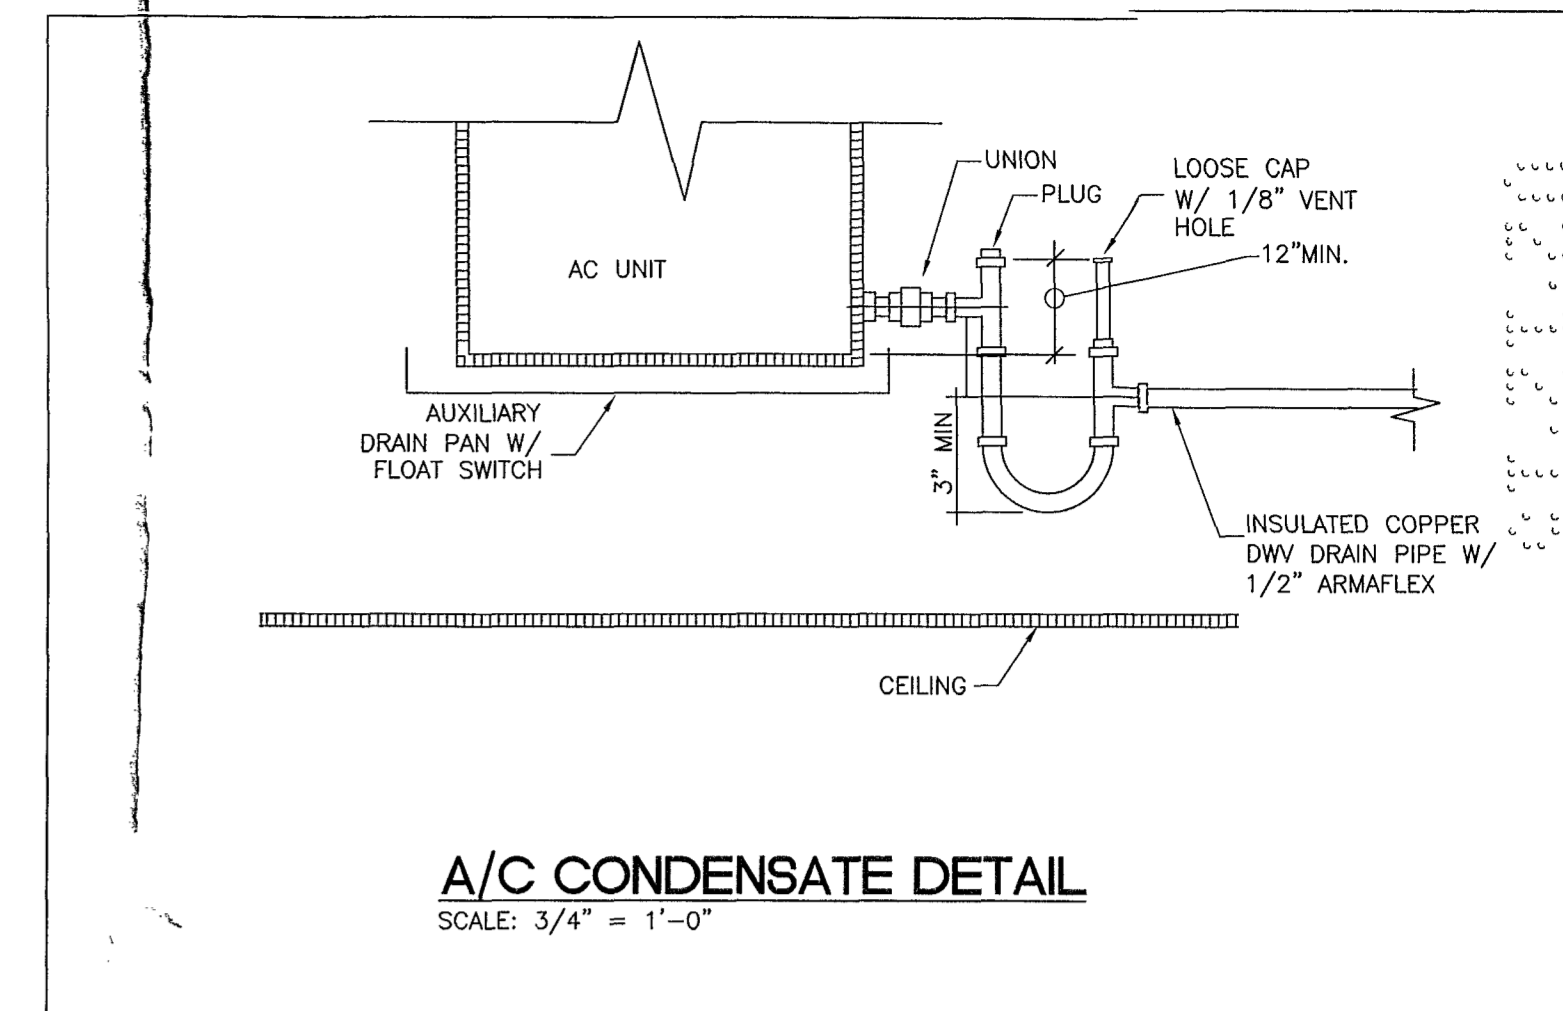 UNION
PLUG
LOOSE CAP
W/ 1/8" VENT
HOLE
12"MIN.
AC UNIT
AUXILIARY
DRAIN PAN W/
FLOAT SWITCH
3" MIN
INSULATED COPPER
DWV DRAIN PIPE W/
1/2" ARMAFLEX
CEILING
A/C CONDENSATE DETAIL
SCALE: 3/4" = 1'-0"